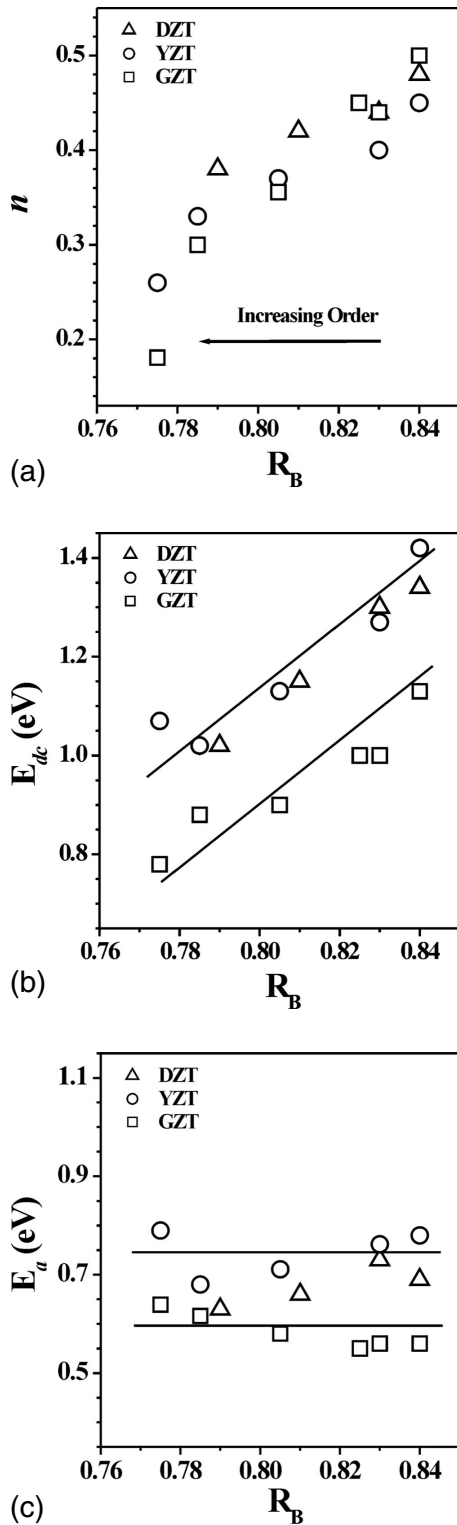 0.5
0.4
0.3
0.2
n
DZT
YZT
GZT
Increasing Order
0.76 0.78 0.80 0.82 0.84
R_B
(a)
1.4
1.2
1.0
0.8
E_dc (eV)
DZT
YZT
GZT
0.76 0.78 0.80 0.82 0.84
R_B
(b)
1.1
0.9
0.7
0.5
E_a (eV)
DZT
YZT
GZT
0.76 0.78 0.80 0.82 0.84
R_B
(c)